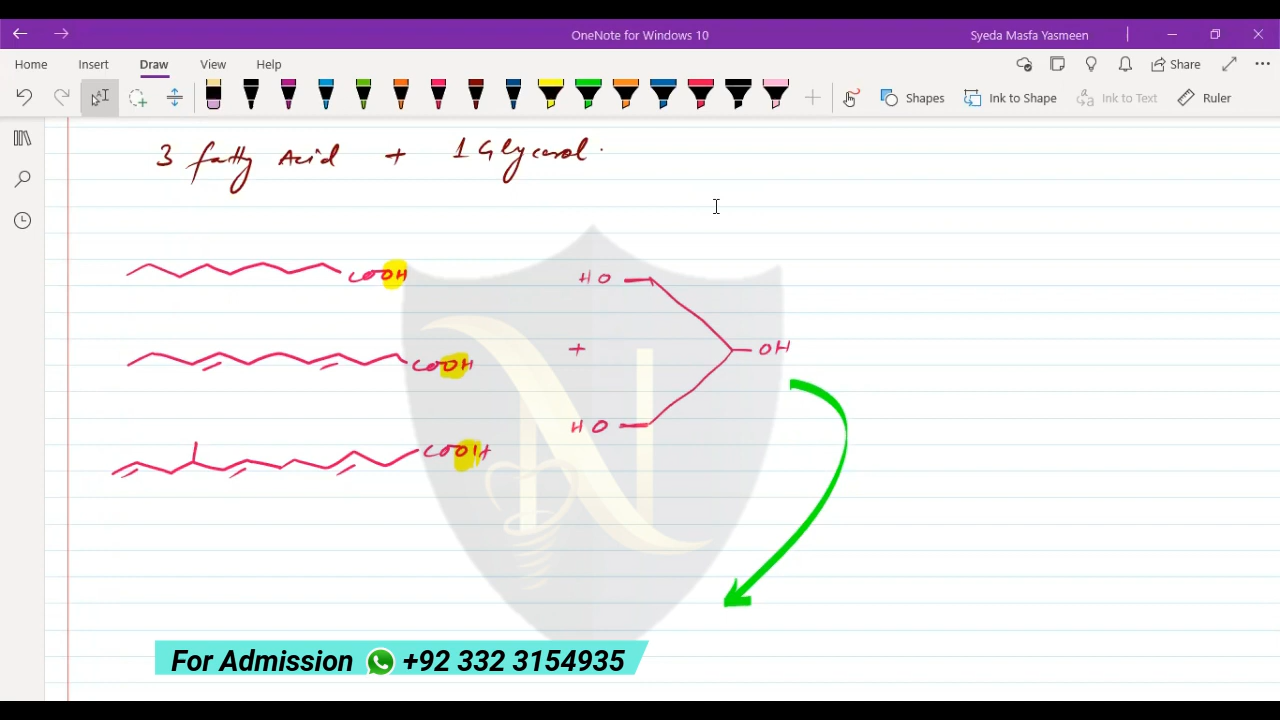 OneNote for Windows 10
Syeda Masfa Yasmeen
Home Insert Draw View Help
Share
Shapes Ink to Shape Ink to Text Ruler
3 fatty Acid + 1 Glycerol.
COOH
HO
COOH
+
OH
HO
COOH
For Admission +92 332 3154935